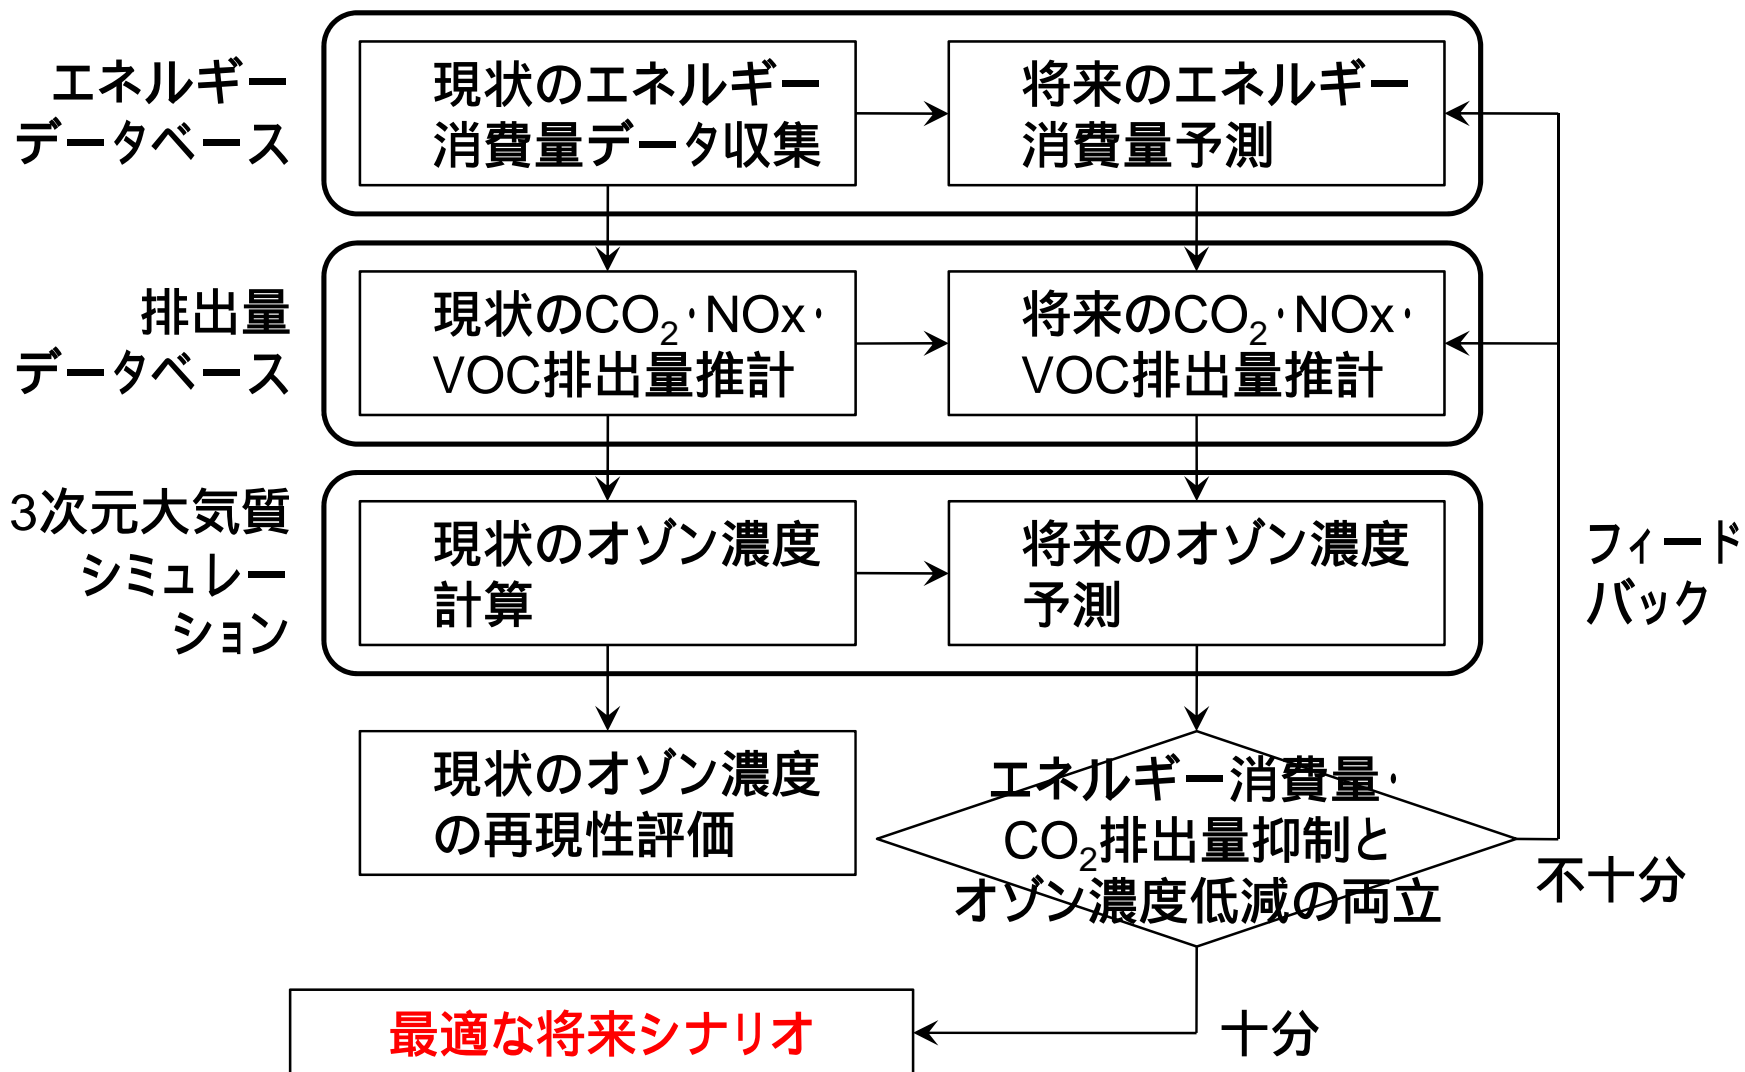 エネルギー
データベース
現状のエネルギー
消費量データ収集
将来のエネルギー
消費量予測
排出量
データベース
現状のCO₂・NOx・
VOC排出量推計
将来のCO₂・NOx・
VOC排出量推計
3次元大気質
シミュレー
ション
現状のオゾン濃度
計算
将来のオゾン濃度
予測
フィード
バック
現状のオゾン濃度
の再現性評価
エネルギー消費量・
CO₂排出量抑制と
オゾン濃度低減の両立
不十分
最適な将来シナリオ
十分